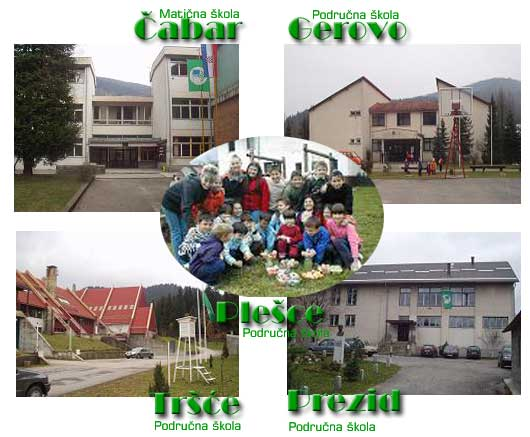 Matična škola
Čabar
Područna škola
Gerovo
Plešce
Područna škola
Tršće
Područna škola
Prezid
Područna škola